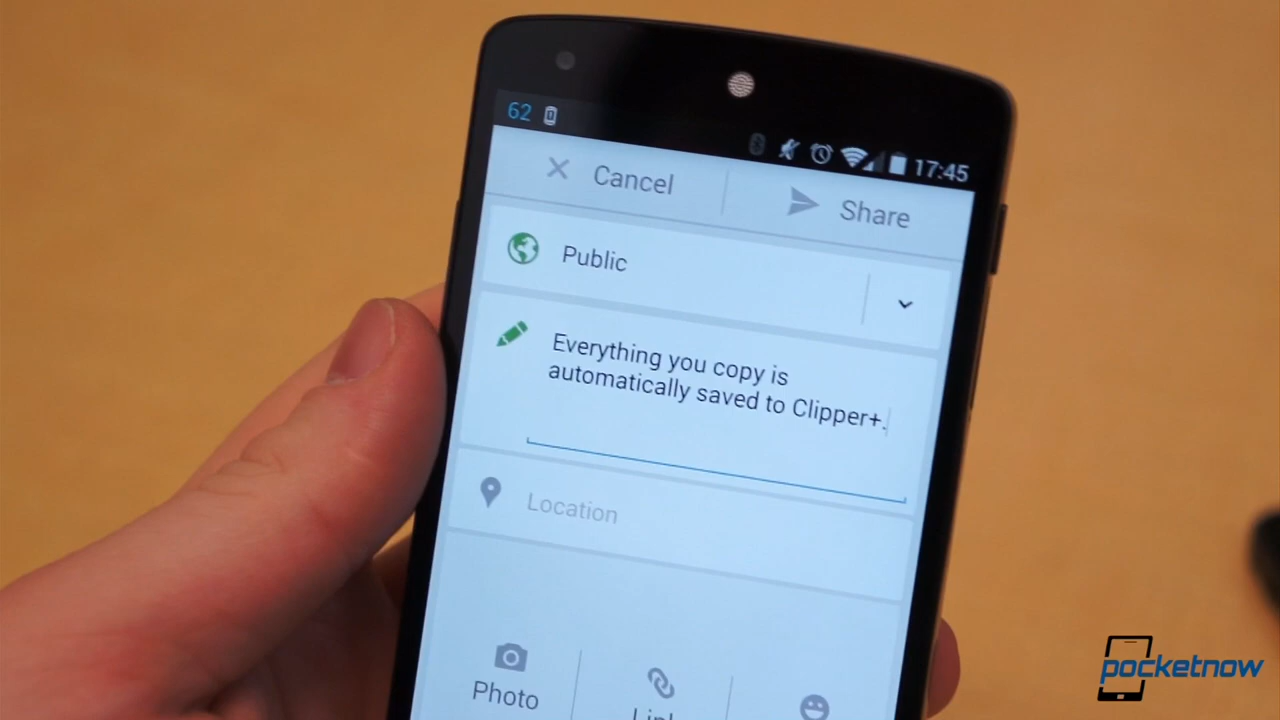 62
17:45
Cancel
Share
Public
Everything you copy is
automatically saved to Clipper+.
Location
Photo
pocketnow